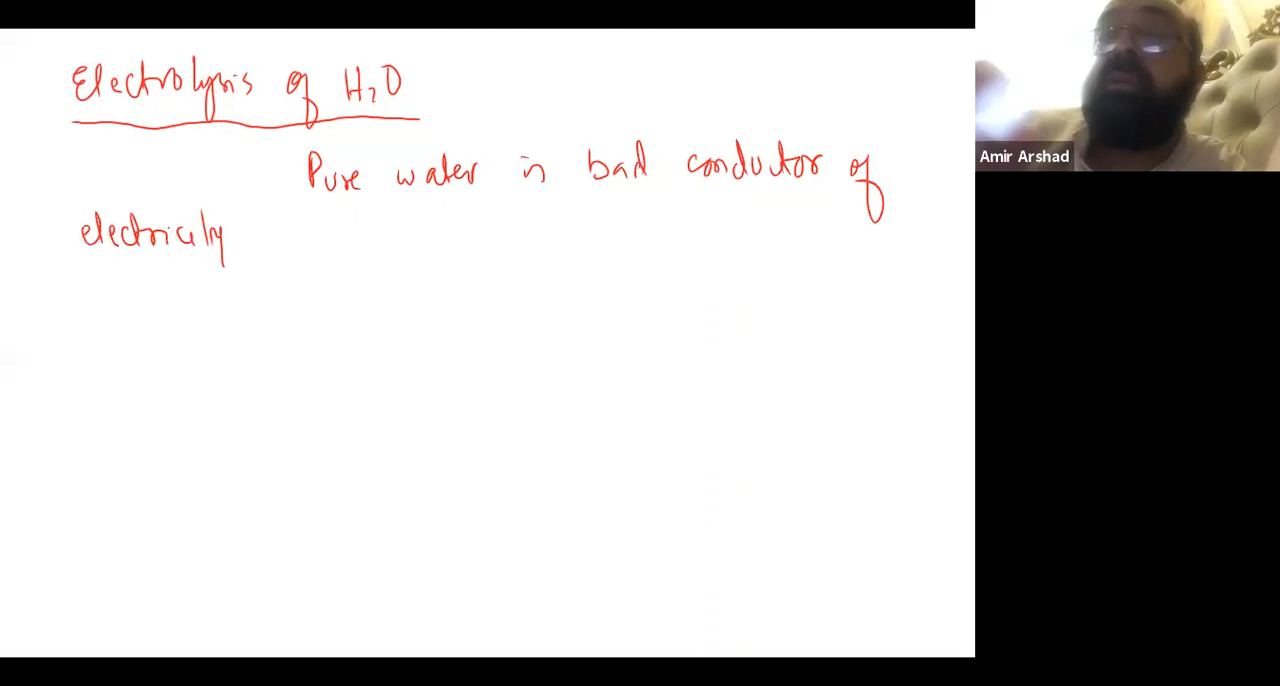 Electrolysis of H₂O
Pure water is bad conductor of
electricity
Amir Arshad